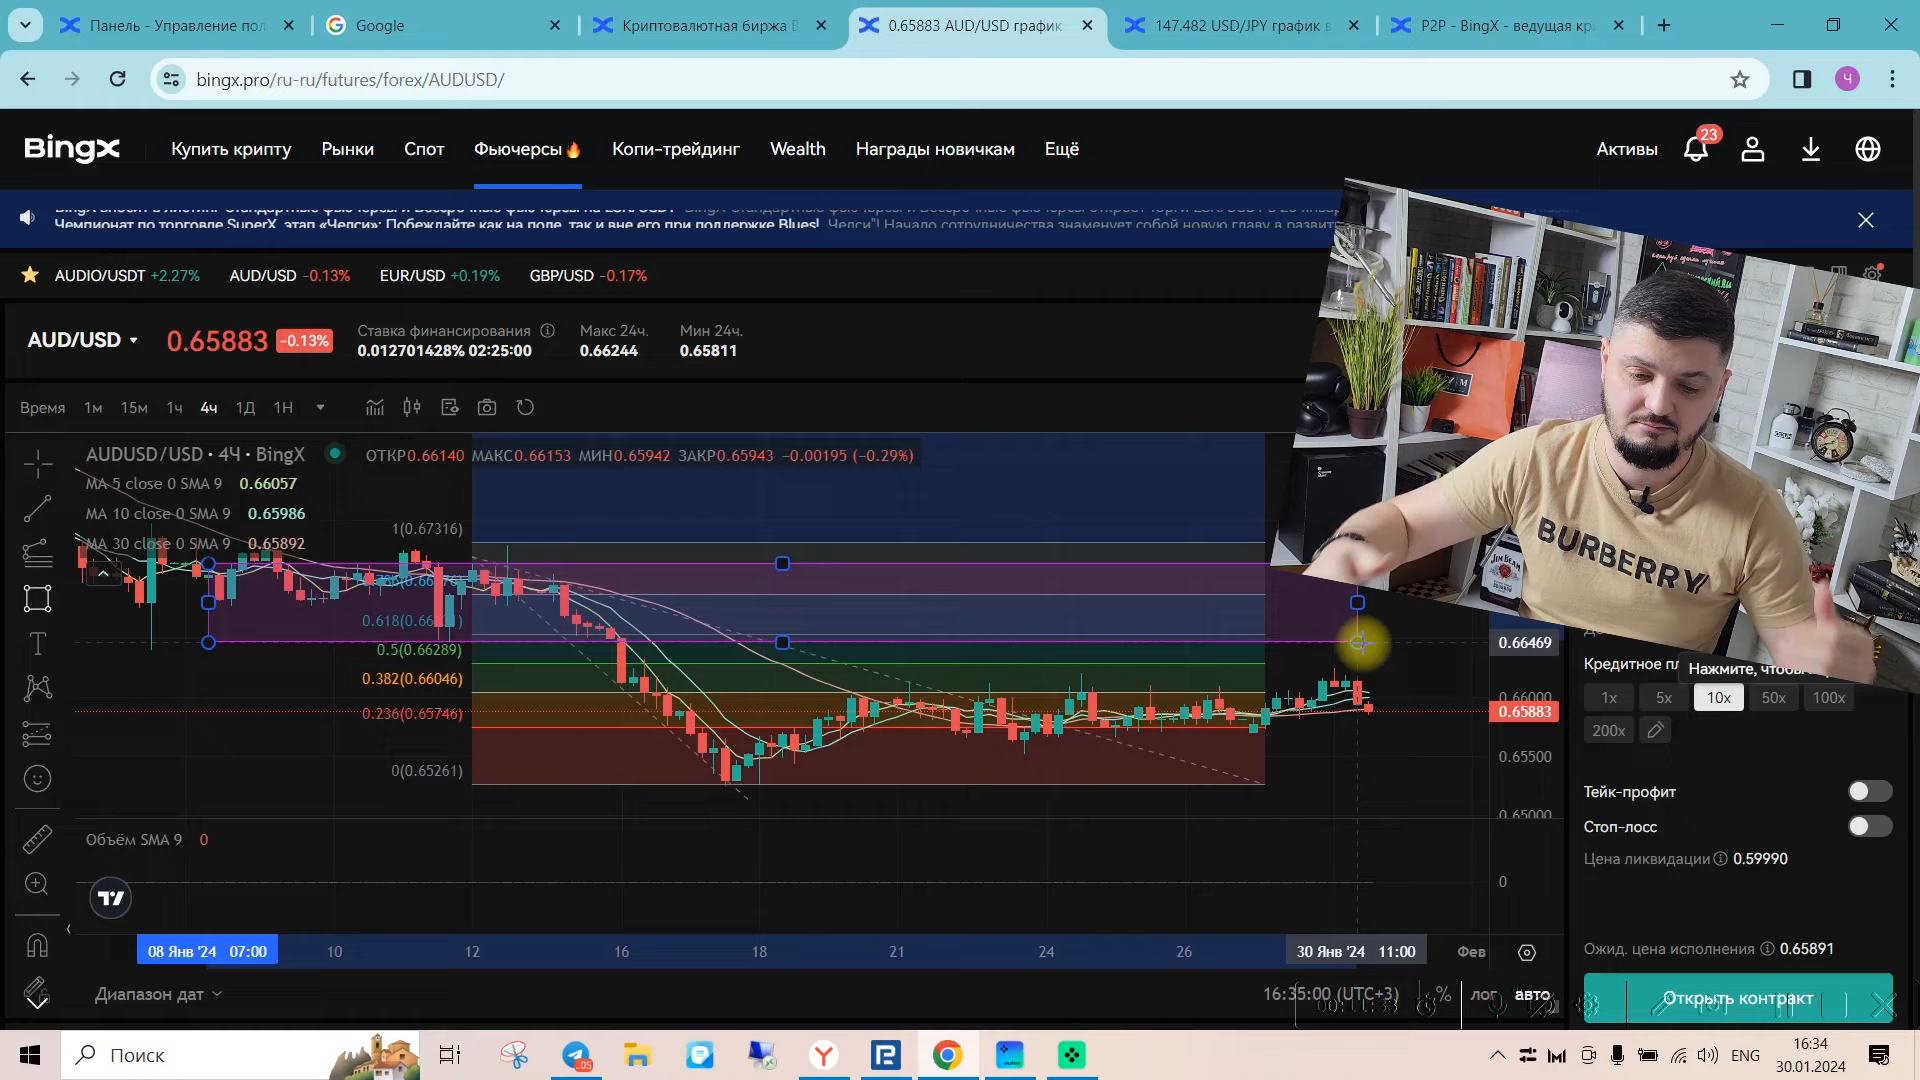 Панель - Управление пол
Google
Криптовалютная биржа B
0.65883 AUD/USD график
147.482 USD/JPY график в
P2P - BingX - ведущая кр
bingx.pro/ru-ru/futures/forex/AUDUSD/
Ч
BingX
Купить крипту
Рынки
Спот
Фьючерсы
Копи-трейдинг
Wealth
Награды новичкам
Ещё
Активы
23
Чемпионат по торговле SuperX, этап «Челси»: Побеждайте как на поле, так и вне его при поддержке Blues!
AUDIO/USDT +2.27%
AUD/USD -0.13%
EUR/USD +0.19%
GBP/USD -0.17%
AUD/USD
0.65883
-0.13%
Ставка финансирования
0.012701428% 02:25:00
Макс 24ч.
0.66244
Мин 24ч.
0.65811
Время
1м
15м
1ч
4ч
1Д
1Н
AUDUSD/USD · 4Ч · BingX
ОТКР0.66140 МАКС0.66153 МИН0.65942 ЗАКР0.65943 −0.00195 (−0.29%)
MA 5 close 0 SMA 9 0.66057
MA 10 close 0 SMA 9 0.65986
MA 30 close 0 SMA 9 0.65892
1(0.67316)
0.5(0.66289)
0.382(0.66046)
0.236(0.65746)
0(0.65261)
0.66469
0.66000
0.65883
0.65500
0.65000
Объём SMA 9 0
0
08 Янв '24 07:00
10
12
16
18
21
24
26
30 Янв '24 11:00
Фев
Диапазон дат
16:35:00 (UTC+3)
%
лог
авто
BURBERRY
JIM BEAM
Кредитное пл
Нажмите, чтобы
1x
5x
10x
50x
100x
200x
Тейк-профит
Стоп-лосс
Цена ликвидации 0.59990
Ожид. цена исполнения 0.65891
Открыть контракт
Поиск
ENG
16:34
30.01.2024